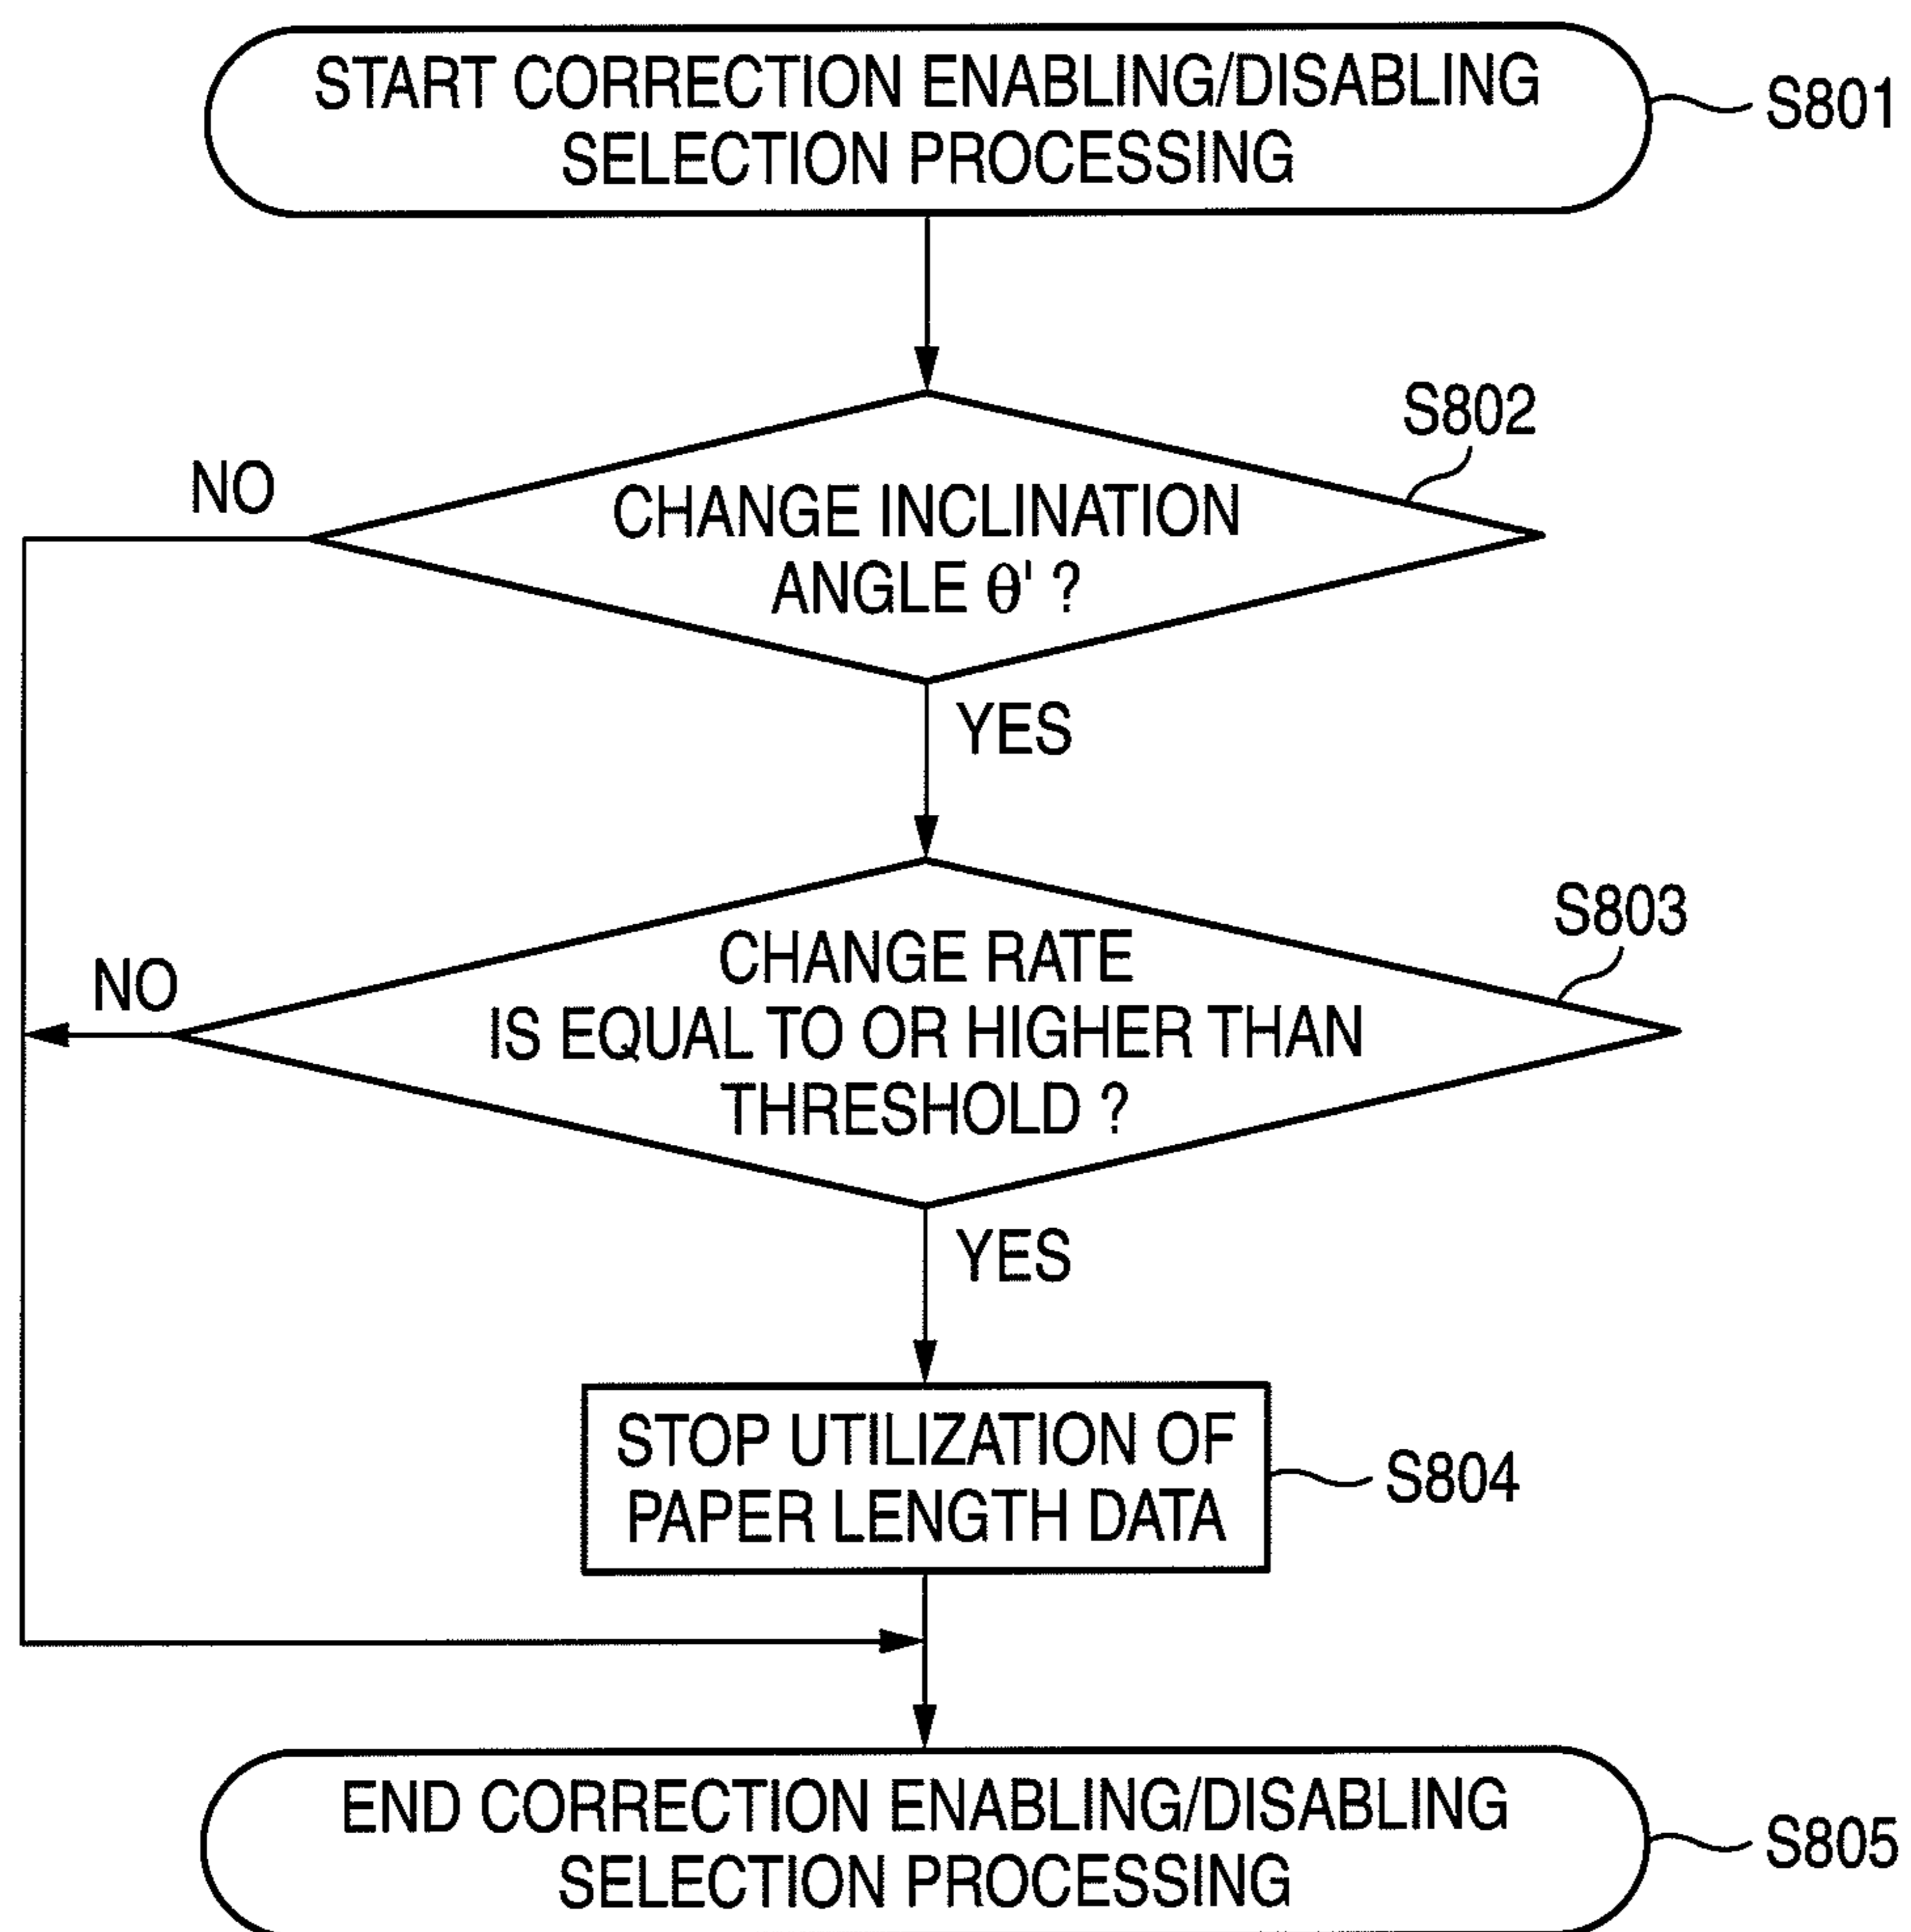 START CORRECTION ENABLING/DISABLING
SELECTION PROCESSING
S801
S802
NO
CHANGE INCLINATION
ANGLE θ' ?
YES
S803
NO
CHANGE RATE
IS EQUAL TO OR HIGHER THAN
THRESHOLD ?
YES
STOP UTILIZATION OF
PAPER LENGTH DATA
S804
END CORRECTION ENABLING/DISABLING
SELECTION PROCESSING
S805